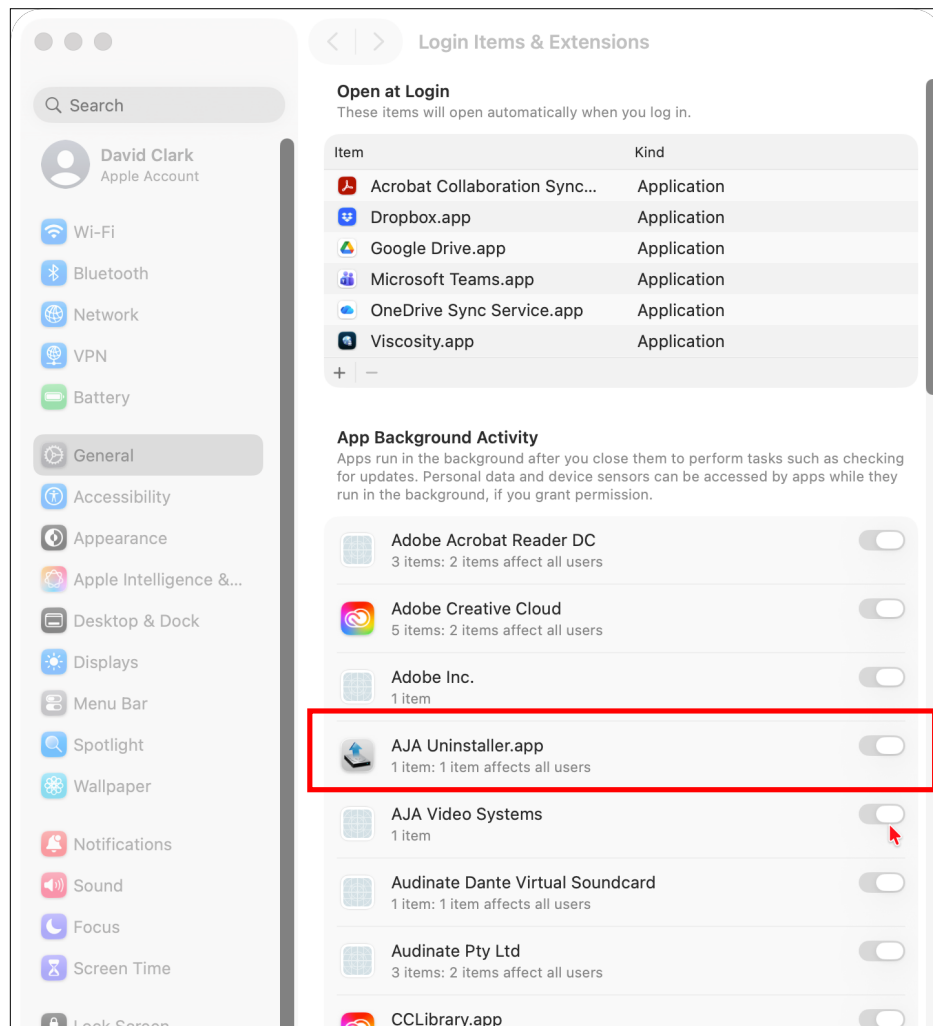 Login Items & Extensions
Search
David Clark
Apple Account
Wi-Fi
Bluetooth
Network
VPN
Battery
General
Accessibility
Appearance
Apple Intelligence &...
Desktop & Dock
Displays
Menu Bar
Spotlight
Wallpaper
Notifications
Sound
Focus
Screen Time
Lock Screen
Open at Login
These items will open automatically when you log in.
Item Kind
Acrobat Collaboration Sync... Application
Dropbox.app Application
Google Drive.app Application
Microsoft Teams.app Application
OneDrive Sync Service.app Application
Viscosity.app Application
App Background Activity
Apps run in the background after you close them to perform tasks such as checking
for updates. Personal data and device sensors can be accessed by apps while they
run in the background, if you grant permission.
Adobe Acrobat Reader DC
3 items: 2 items affect all users
Adobe Creative Cloud
5 items: 2 items affect all users
Adobe Inc.
1 item
AJA Uninstaller.app
1 item: 1 item affects all users
AJA Video Systems
1 item
Audinate Dante Virtual Soundcard
1 item: 1 item affects all users
Audinate Pty Ltd
3 items: 2 items affect all users
CCLibrary.app